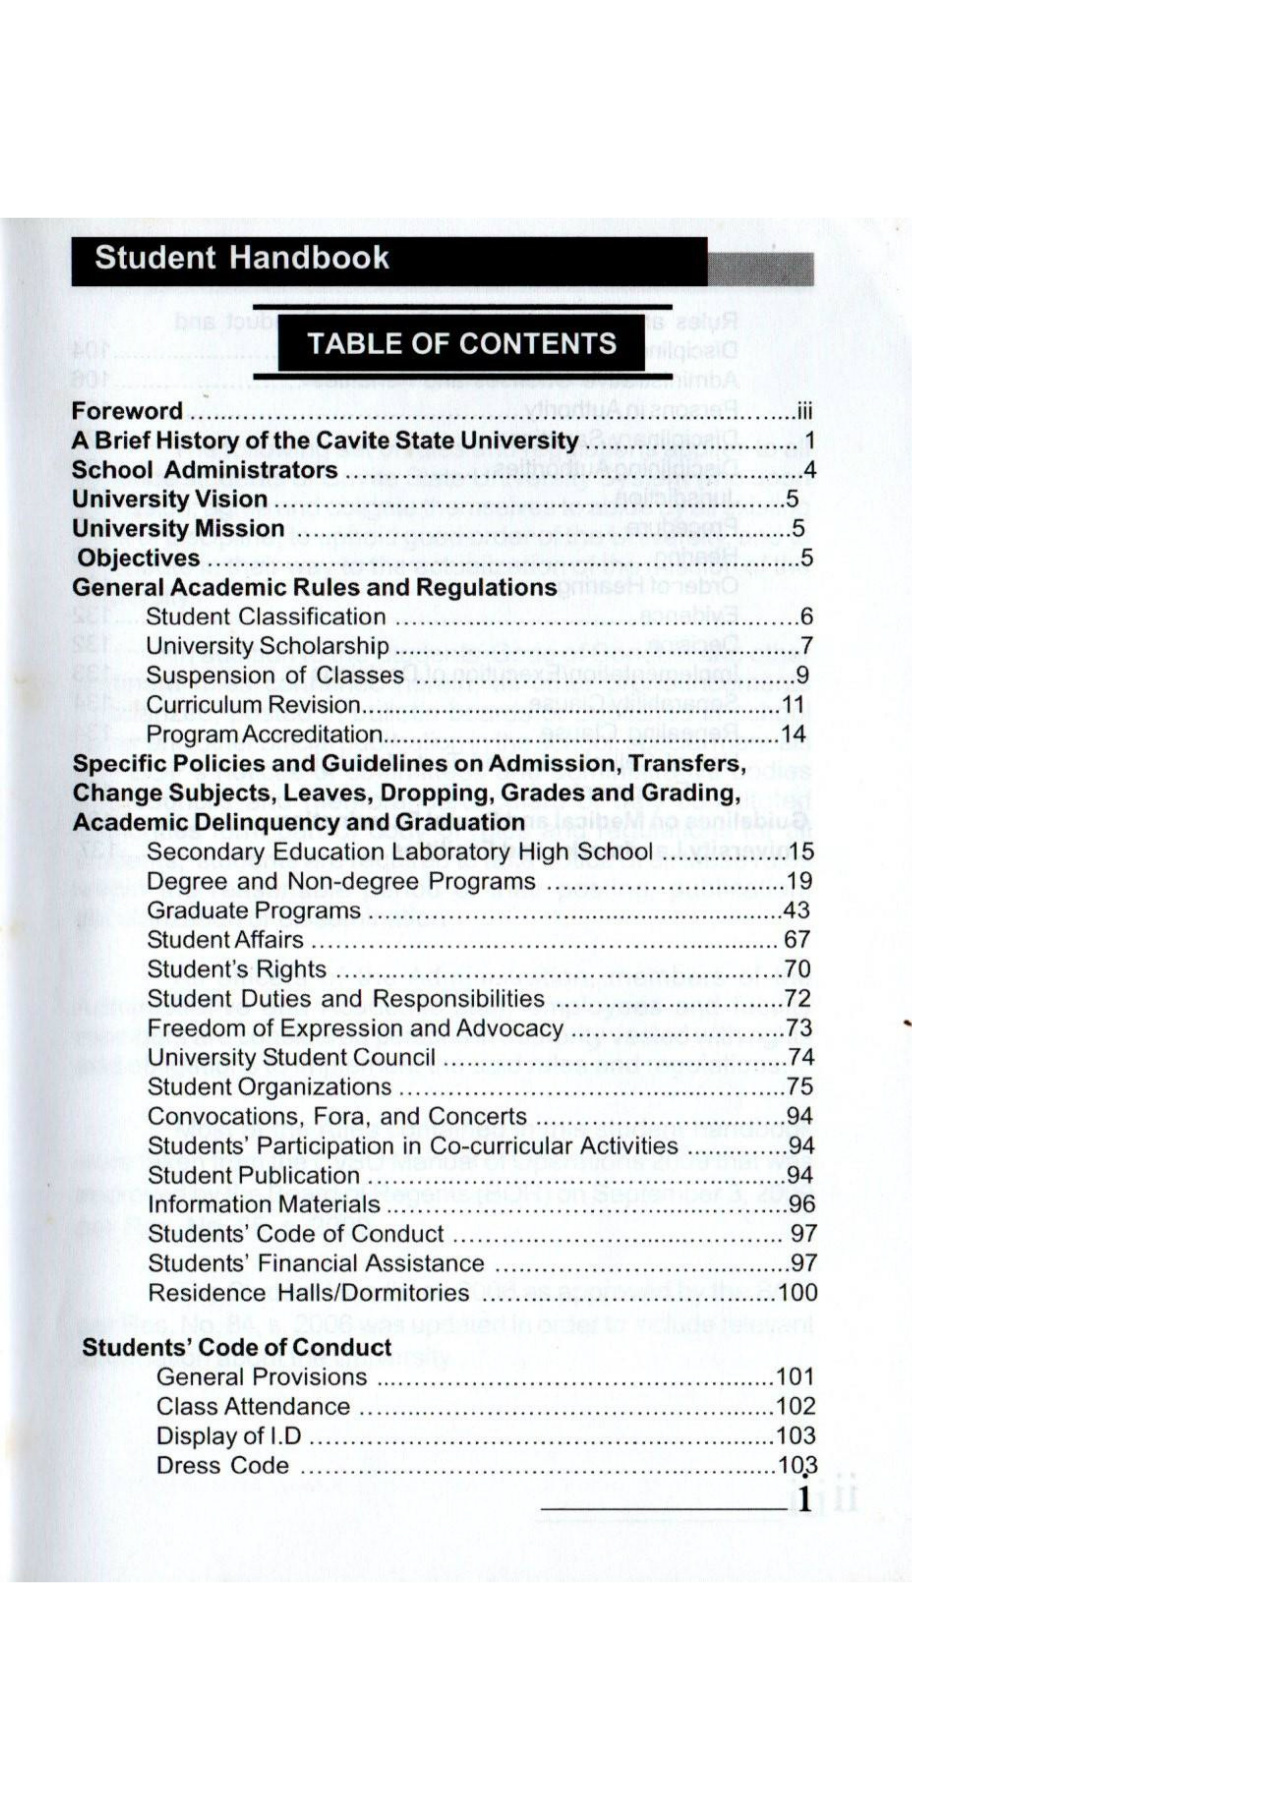 Student Handbook
TABLE OF CONTENTS
Foreword ........................................................................iii
A Brief History of the Cavite State University ..........................1
School Administrators ........................................................4
University Vision ...............................................................5
University Mission .............................................................5
Objectives ........................................................................5
General Academic Rules and Regulations
Student Classification .................................................6
University Scholarship .................................................7
Suspension of Classes ...............................................9
Curriculum Revision...................................................11
Program Accreditation................................................14
Specific Policies and Guidelines on Admission, Transfers,
Change Subjects, Leaves, Dropping, Grades and Grading,
Academic Delinquency and Graduation
Secondary Education Laboratory High School ................15
Degree and Non-degree Programs .............................19
Graduate Programs ..................................................43
Student Affairs ......................................................... 67
Student's Rights .......................................................70
Student Duties and Responsibilities ............................72
Freedom of Expression and Advocacy ..........................73
University Student Council ..........................................74
Student Organizations ...............................................75
Convocations, Fora, and Concerts ...............................94
Students' Participation in Co-curricular Activities ............94
Student Publication ....................................................94
Information Materials .................................................96
Students' Code of Conduct ........................................ 97
Students' Financial Assistance ....................................97
Residence Halls/Dormitories ....................................100
Students' Code of Conduct
General Provisions ................................................101
Class Attendance ..................................................102
Display of I.D ........................................................103
Dress Code .........................................................103
i